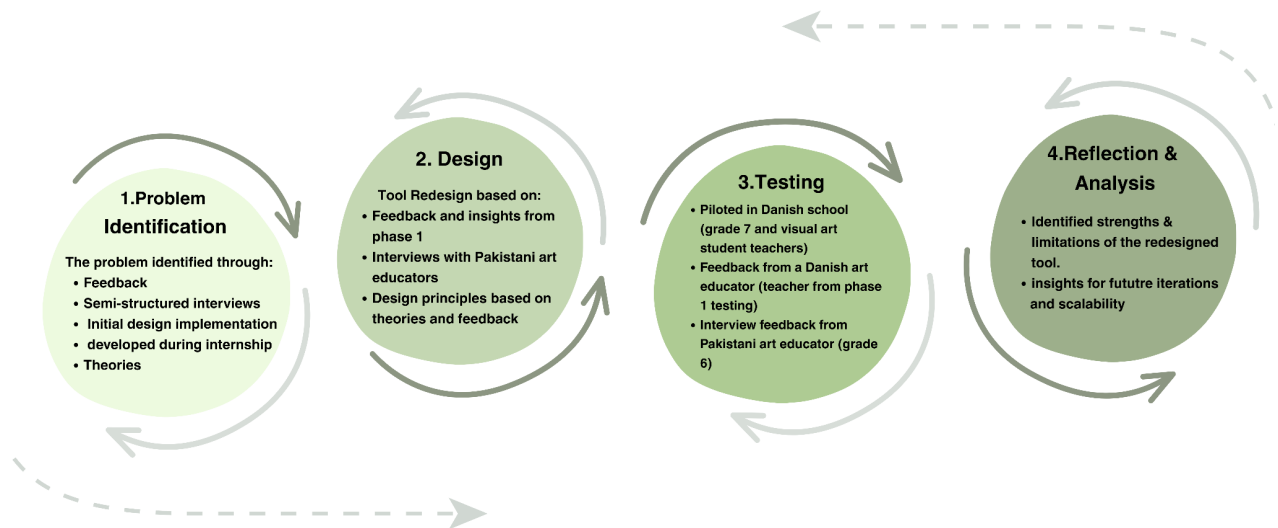 1.Problem
Identification
The problem identified through:
• Feedback
• Semi-structured interviews
• Initial design implementation
• developed during internship
• Theories
2. Design
Tool Redesign based on:
• Feedback and insights from
phase 1
• Interviews with Pakistani art
educators
• Design principles based on
theories and feedback
3.Testing
• Piloted in Danish school
(grade 7 and visual art
student teachers)
• Feedback from a Danish art
educator (teacher from phase
1 testing)
• Interview feedback from
Pakistani art educator (grade
6)
4.Reflection &
Analysis
• Identified strengths &
limitations of the redesigned
tool.
• insights for fututre iterations
and scalability